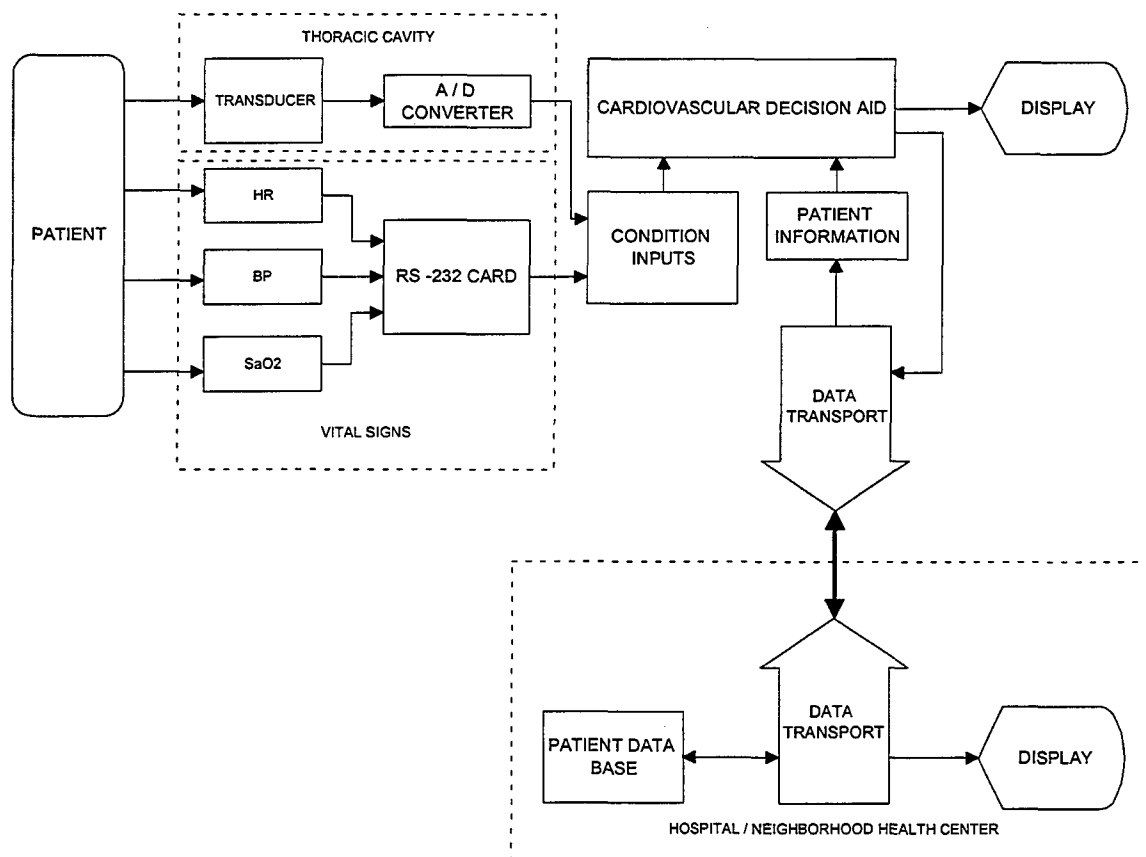 THORACIC CAVITY
TRANSDUCER
A / D
CONVERTER
CARDIOVASCULAR DECISION AID
DISPLAY
PATIENT
HR
BP
SaO2
RS -232 CARD
VITAL SIGNS
CONDITION
INPUTS
PATIENT
INFORMATION
DATA
TRANSPORT
DATA
TRANSPORT
PATIENT DATA
BASE
DISPLAY
HOSPITAL / NEIGHBORHOOD HEALTH CENTER